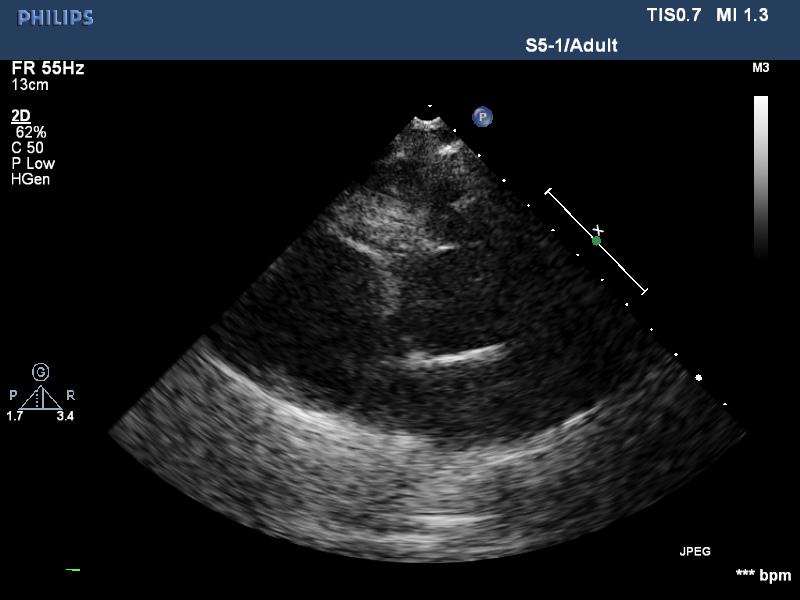 PHILIPS
TIS0.7 MI 1.3
S5-1/Adult
FR 55Hz
13cm
M3
2D
62%
C 50
P Low
HGen
P
G
P R
1.7 3.4
JPEG
*** bpm